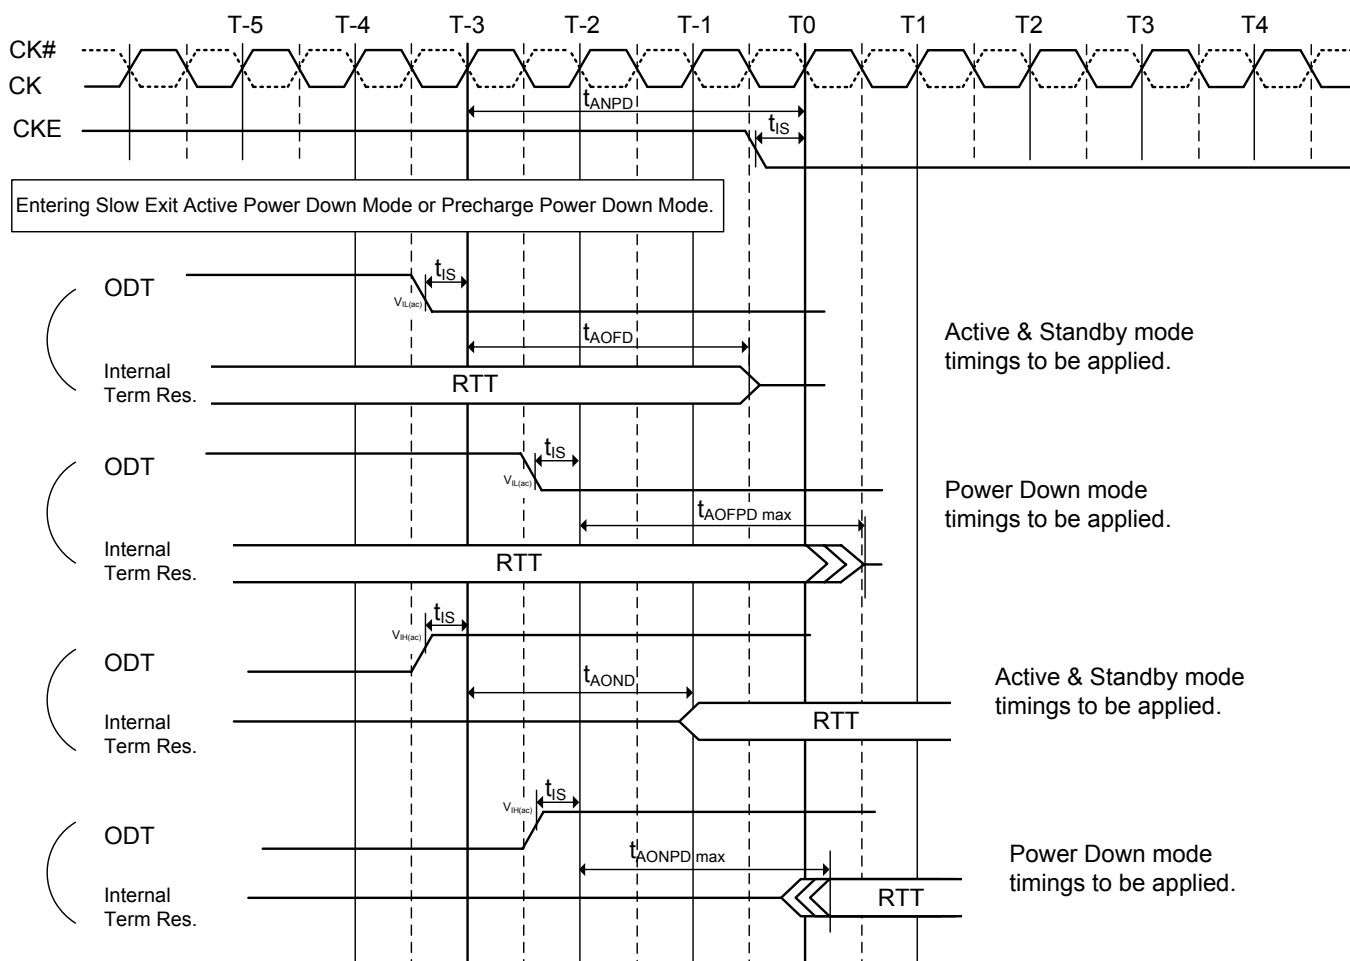 T-5 T-4 T-3 T-2 T-1 T0 T1 T2 T3 T4
CK#
CK
tANPD
CKE
tIS
Entering Slow Exit Active Power Down Mode or Precharge Power Down Mode.
tIS
ODT
VIL(ac)
tAOFD
Active & Standby mode
timings to be applied.
Internal
Term Res.
RTT
tIS
ODT
VIL(ac)
Power Down mode
timings to be applied.
tAOFPD max
Internal
Term Res.
RTT
tIS
VIH(ac)
ODT
tAOND
Active & Standby mode
timings to be applied.
Internal
Term Res.
RTT
tIS
VIH(ac)
ODT
tAONPD max
Power Down mode
timings to be applied.
Internal
Term Res.
RTT